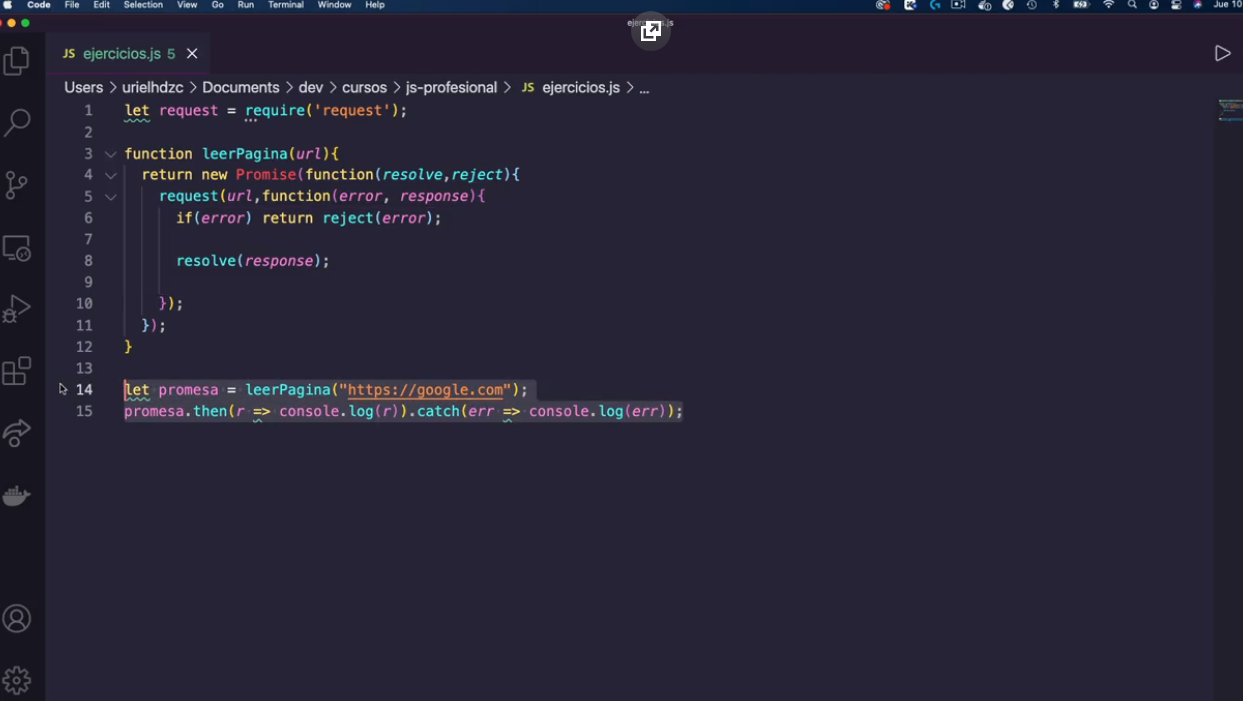 Code File Edit Selection View Go Run Terminal Window Help Jue 10
JS ejercicios.js 5
Users > urielhdzc > Documents > dev > cursos > js-profesional > JS ejercicios.js > ...
1 let request = require('request');
2
3 function leerPagina(url){
4 return new Promise(function(resolve,reject){
5 request(url,function(error, response){
6 if(error) return reject(error);
7
8 resolve(response);
9
10 });
11 });
12 }
13
14 let promesa = leerPagina("https://google.com");
15 promesa.then(r => console.log(r)).catch(err => console.log(err));